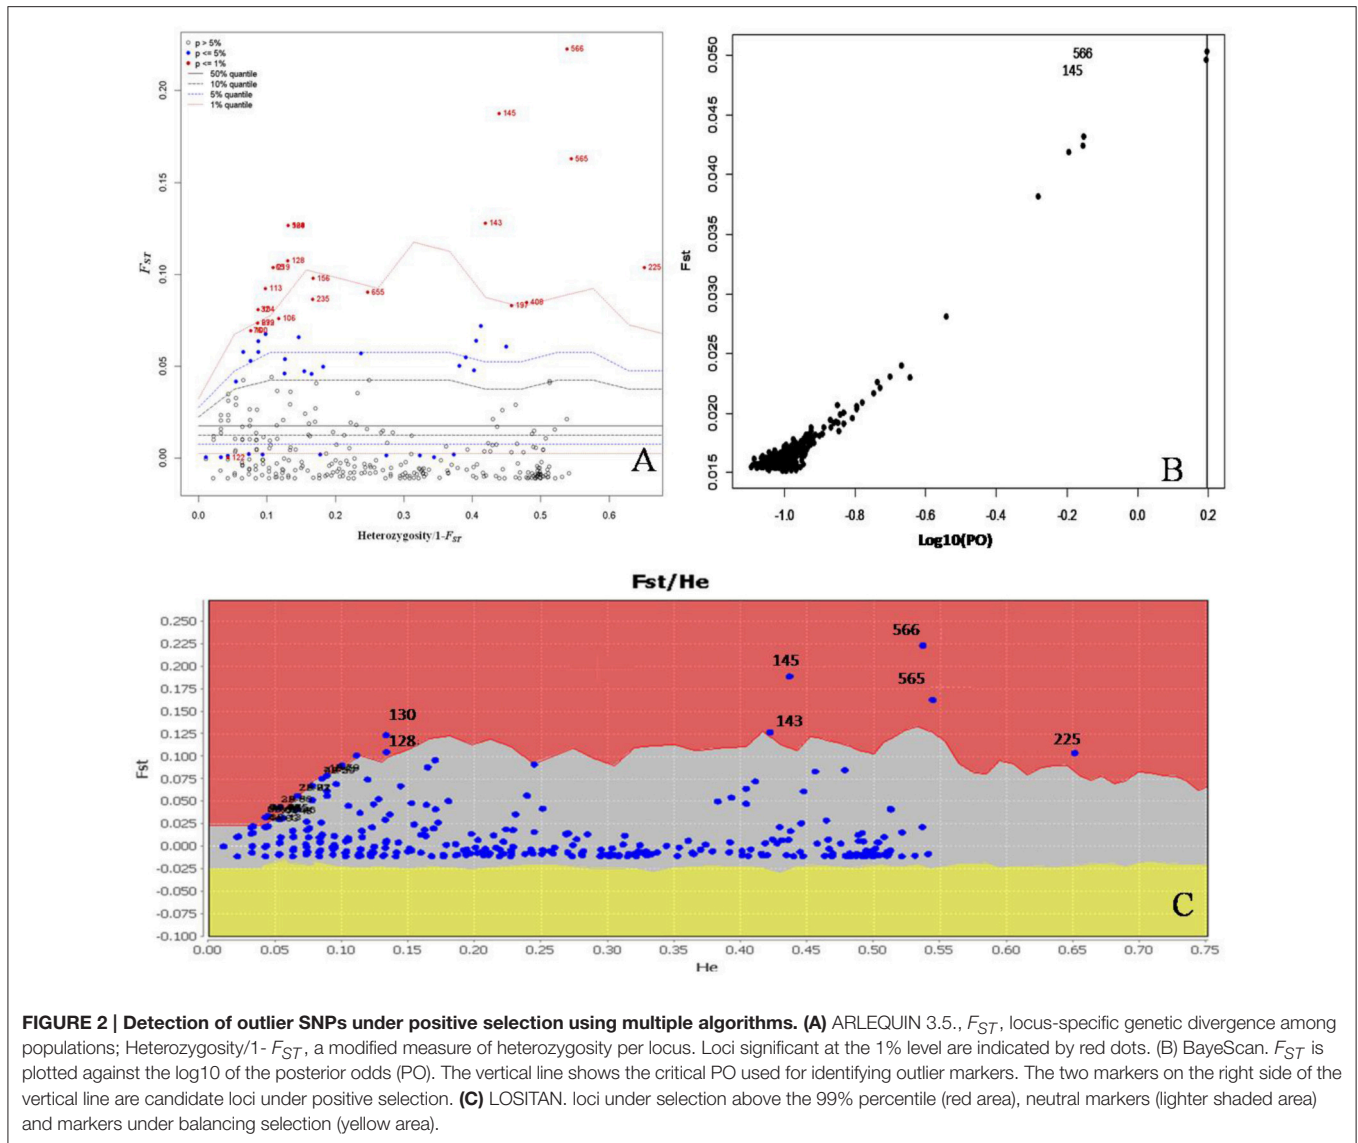 p > 5%
p <= 5%
p <= 1%
50% quantile
10% quantile
5% quantile
1% quantile
566
145
565
143
128
225
113
156
235
655
197
408
106
122
0.20
0.15
0.10
0.05
0.00
F_ST
0.0 0.1 0.2 0.3 0.4 0.5 0.6
Heterozygosity/1-F_ST
A
566
145
0.050
0.045
0.040
0.035
0.030
0.025
0.020
0.015
Fst
-1.0 -0.8 -0.6 -0.4 -0.2 0.0 0.2
Log10(PO)
B
Fst/He
0.250
0.225
0.200
0.175
0.150
0.125
0.100
0.075
0.050
0.025
0.000
-0.025
-0.050
-0.075
-0.100
Fst
566
145
565
130
143
128
225
C
0.00 0.05 0.10 0.15 0.20 0.25 0.30 0.35 0.40 0.45 0.50 0.55 0.60 0.65 0.70 0.75
He
FIGURE 2 | Detection of outlier SNPs under positive selection using multiple algorithms. (A) ARLEQUIN 3.5., F_ST, locus-specific genetic divergence among
populations; Heterozygosity/1- F_ST, a modified measure of heterozygosity per locus. Loci significant at the 1% level are indicated by red dots. (B) BayeScan. F_ST is
plotted against the log10 of the posterior odds (PO). The vertical line shows the critical PO used for identifying outlier markers. The two markers on the right side of the
vertical line are candidate loci under positive selection. (C) LOSITAN. loci under selection above the 99% percentile (red area), neutral markers (lighter shaded area)
and markers under balancing selection (yellow area).